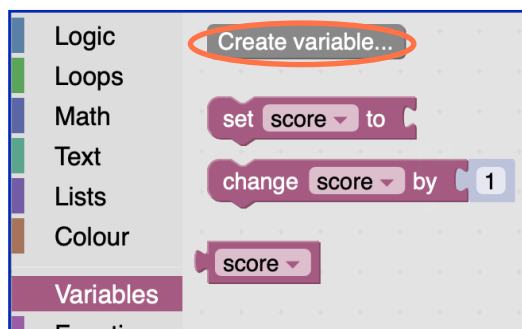 Logic
Loops
Math
Text
Lists
Colour
Variables
Create variable...
set score to
change score by 1
score